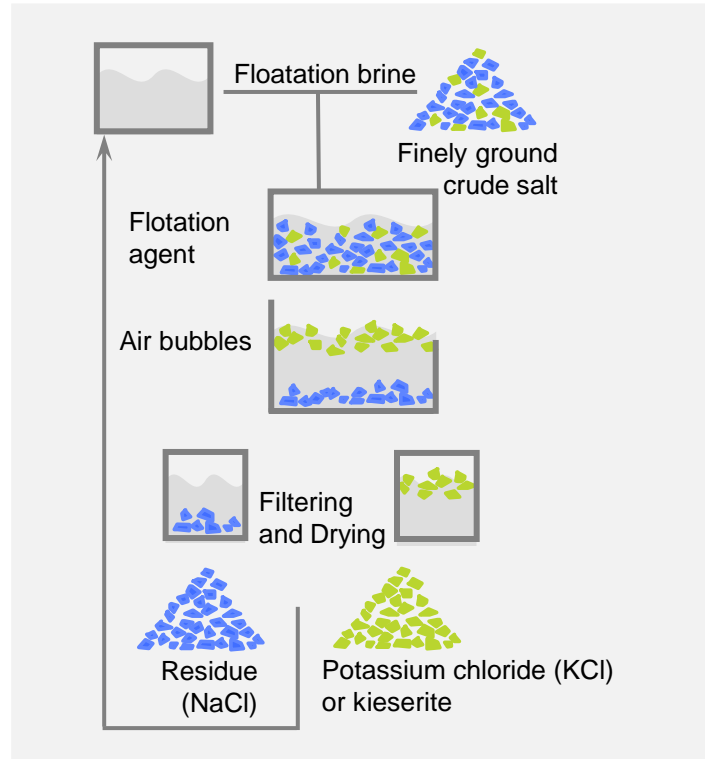 Floatation brine
Finely ground
crude salt
Flotation
agent
Air bubbles
Filtering
and Drying
Residue
(NaCl)
Potassium chloride (KCl)
or kieserite